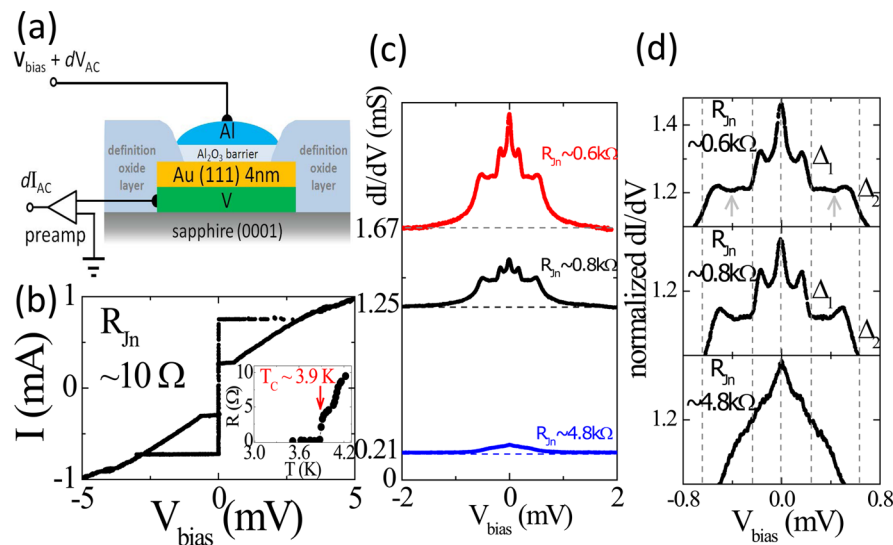 (a)
V_bias + dV_AC
Al
definition
oxide
layer
Al₂O₃ barrier
definition
oxide
layer
Au (111) 4nm
V
dI_AC
preamp
sapphire (0001)
(b)
I (mA)
1
0
-1
R_Jn
~10 Ω
T_C ~ 3.9 K
R (Ω)
10
5
0
3.0
3.6
4.2
T (K)
-5
0
5
V_bias (mV)
(c)
dI/dV (mS)
R_Jn~0.6kΩ
1.67
R_Jn~0.8kΩ
1.25
R_Jn~4.8kΩ
0.21
0
-2
0
2
V_bias (mV)
(d)
normalized dI/dV
1.4
R_Jn
~0.6kΩ
Δ₁
1.2
Δ₂
R_Jn
~0.8kΩ
1.2
Δ₁
Δ₂
R_Jn
~4.8kΩ
1.2
-0.8
0.0
0.8
V_bias (mV)